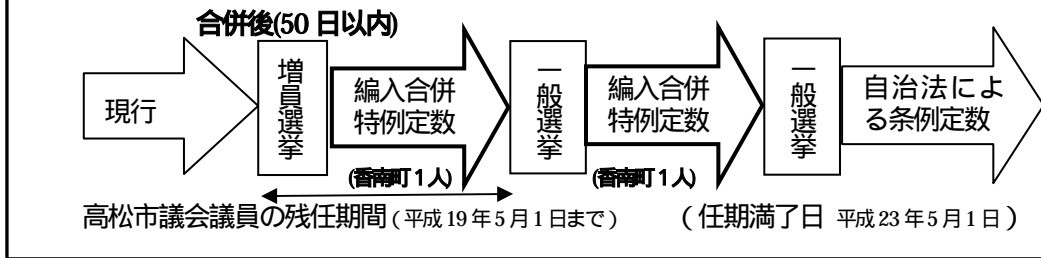 合併後(50日以内)
現行
増員選挙
編入合併
特例定数
一般選挙
編入合併
特例定数
一般選挙
自治法によ
る条例定数
(香南町1人)
(香南町1人)
高松市議会議員の残任期間(平成19年5月1日まで)
(任期満了日 平成23年5月1日)